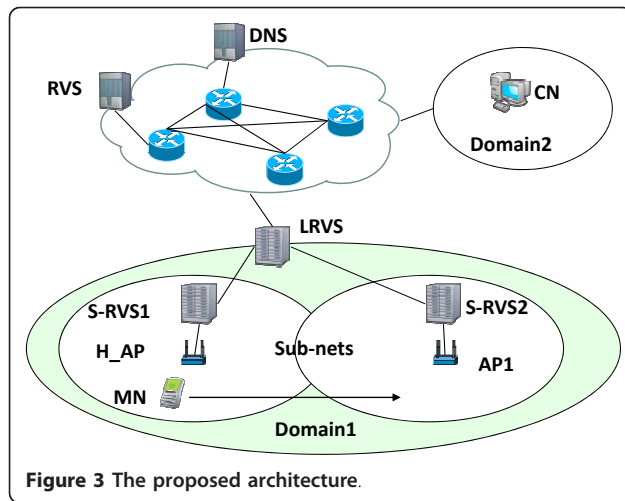 DNS
RVS
CN
Domain2
LRVS
S-RVS1
S-RVS2
H_AP
Sub-nets
AP1
MN
Domain1
Figure 3 The proposed architecture.